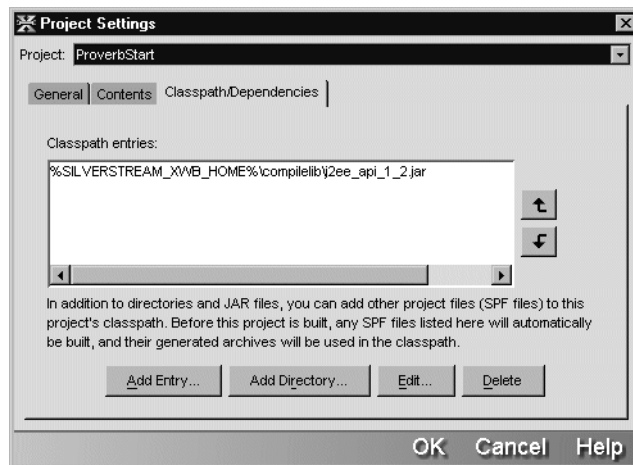 Project Settings
Project: ProverbStart
General Contents Classpath/Dependencies
Classpath entries:
%SILVERSTREAM_XWB_HOME%\compilelib\j2ee_api_1_2.jar
In addition to directories and JAR files, you can add other project files (SPF files) to this
project's classpath. Before this project is built, any SPF files listed here will automatically
be built, and their generated archives will be used in the classpath.
Add Entry... Add Directory... Edit... Delete
OK Cancel Help